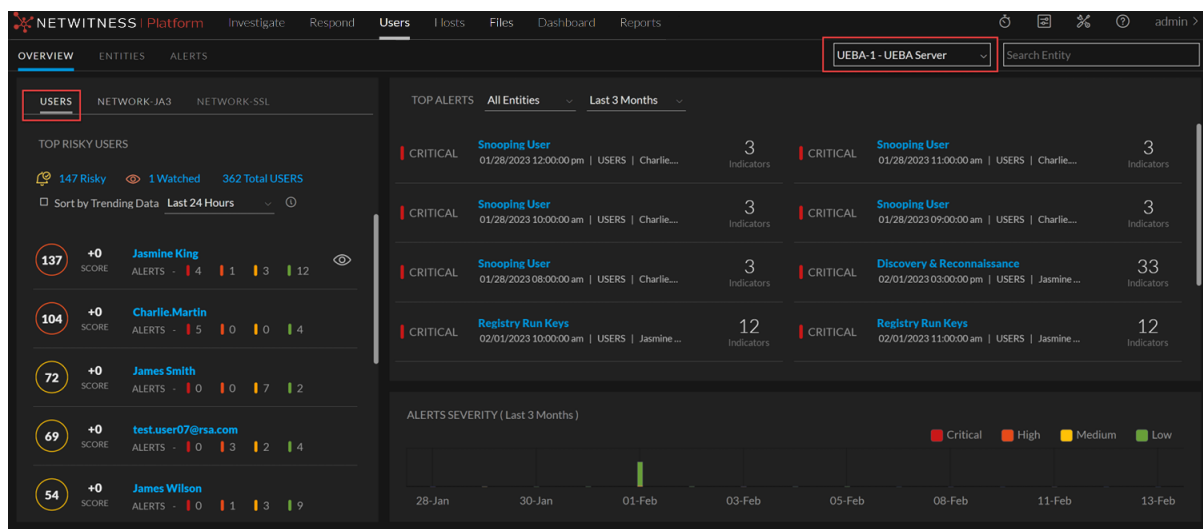 NETWITNESS Platform Investigate Respond Users Hosts Files Dashboard Reports admin >
OVERVIEW ENTITIES ALERTS UEBA-1 - UEBA Server Search Entity
USERS NETWORK-JA3 NETWORK-SSL
TOP RISKY USERS
147 Risky 1 Watched 362 Total USERS
Sort by Trending Data Last 24 Hours
137 +0 Jasmine King
SCORE ALERTS - 4 1 3 12
104 +0 Charlie.Martin
SCORE ALERTS - 5 0 0 4
72 +0 James Smith
SCORE ALERTS - 0 0 7 2
69 +0 test.user07@rsa.com
SCORE ALERTS - 0 3 2 4
54 +0 James Wilson
SCORE ALERTS - 0 1 3 9
TOP ALERTS All Entities Last 3 Months
CRITICAL Snooping User 3
01/28/2023 12:00:00 pm | USERS | Charlie.... Indicators
CRITICAL Snooping User 3
01/28/2023 11:00:00 am | USERS | Charlie.... Indicators
CRITICAL Snooping User 3
01/28/2023 10:00:00 am | USERS | Charlie.... Indicators
CRITICAL Snooping User 3
01/28/2023 09:00:00 am | USERS | Charlie.... Indicators
CRITICAL Snooping User 3
01/28/2023 08:00:00 am | USERS | Charlie.... Indicators
CRITICAL Discovery & Reconnaissance 33
02/01/2023 03:00:00 pm | USERS | Jasmine ... Indicators
CRITICAL Registry Run Keys 12
02/01/2023 10:00:00 am | USERS | Jasmine ... Indicators
CRITICAL Registry Run Keys 12
02/01/2023 11:00:00 am | USERS | Jasmine ... Indicators
ALERTS SEVERITY ( Last 3 Months )
Critical High Medium Low
28-Jan 30-Jan 01-Feb 03-Feb 05-Feb 08-Feb 11-Feb 13-Feb